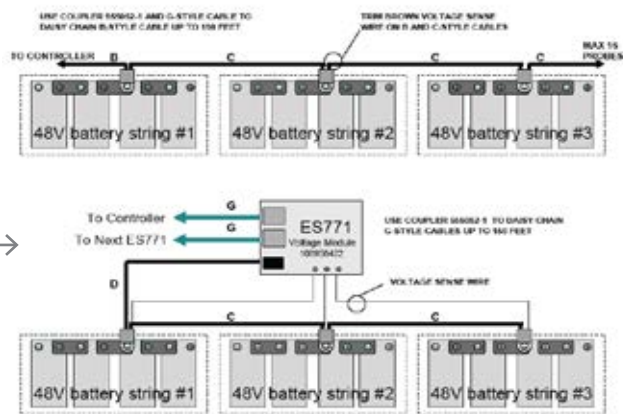 USE COUPLER 555052-1 AND G-STYLE CABLE TO
DAISY CHAIN B-STYLE CABLE UP TO 150 FEET
TRIM BROWN VOLTAGE SENSE
WIRE ON B AND C-STYLE CABLES
TO CONTROLLER
B
C
C
C
MAX 16
PROBES
48V battery string #1
48V battery string #2
48V battery string #3
G
To Controller
G
To Next ES771
ES771
Voltage Module
USE COUPLER 555052-1 TO DAISY CHAIN
G-STYLE CABLES UP TO 150 FEET
D
VOLTAGE SENSE WIRE
C
C
48V battery string #1
48V battery string #2
48V battery string #3